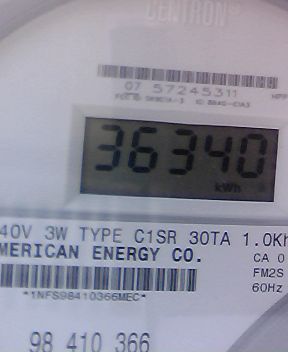 CENTRON®
07 57245311
36340
kWh
40V 3W TYPE C1SR 30TA 1.0Kh
MERICAN ENERGY CO.
CA 0
FM2S
60Hz
*1NFS98410366MEC*
98 410 366